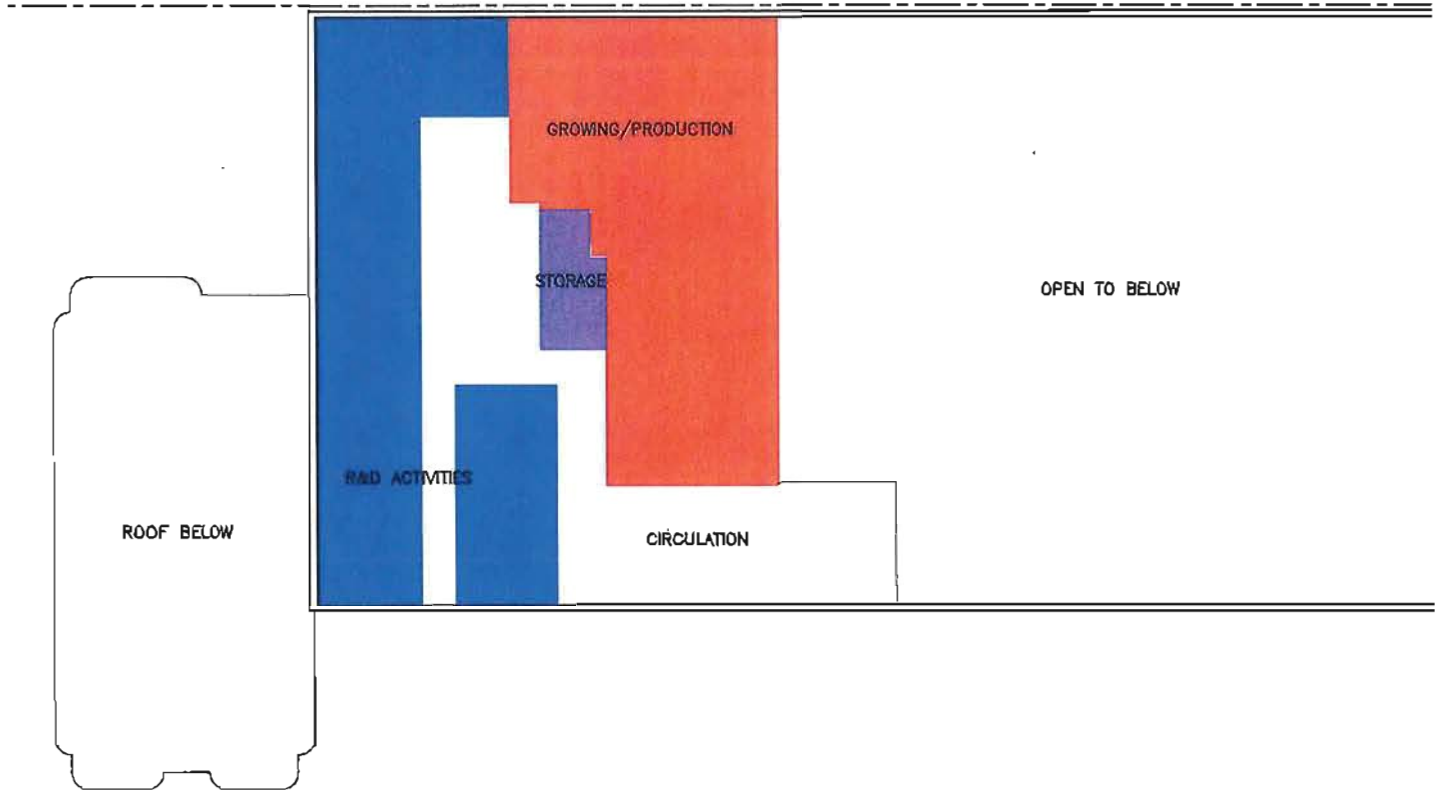 GROWING/PRODUCTION
STORAGE
OPEN TO BELOW
R&D ACTIVITIES
ROOF BELOW
CIRCULATION